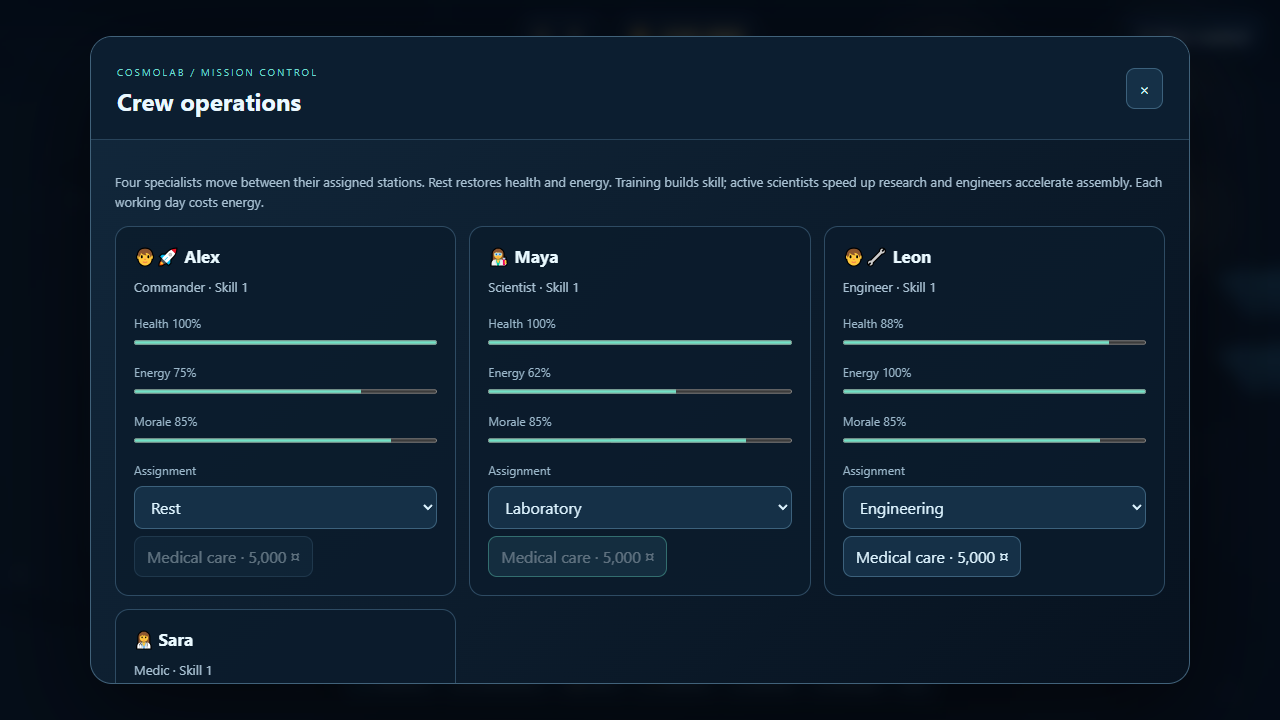 COSMOLAB / MISSION CONTROL
Crew operations
×
Four specialists move between their assigned stations. Rest restores health and energy. Training builds skill; active scientists speed up research and engineers accelerate assembly. Each
working day costs energy.
Alex
Commander · Skill 1
Health 100%
Energy 75%
Morale 85%
Assignment
Rest
Medical care · 5,000 ¤
Maya
Scientist · Skill 1
Health 100%
Energy 62%
Morale 85%
Assignment
Laboratory
Medical care · 5,000 ¤
Leon
Engineer · Skill 1
Health 88%
Energy 100%
Morale 85%
Assignment
Engineering
Medical care · 5,000 ¤
Sara
Medic · Skill 1